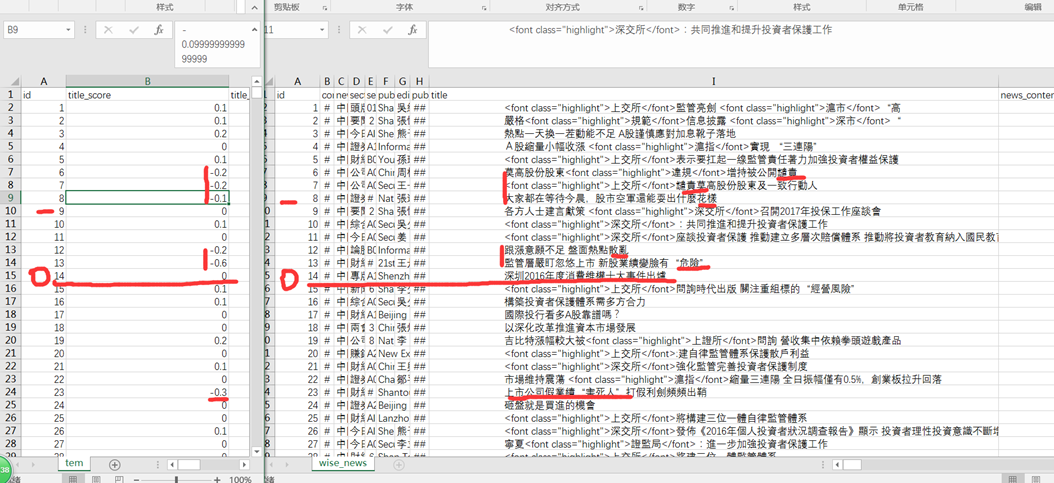 样式
B9
fx
-
0.09999999999
99999
A B
1 id title_score title_
2 1 0.1
3 2 0.1
4 3 0.2
5 4 0
6 5 0.1
7 6 -0.2
8 7 -0.2
9 8 -0.1
10 9 0
11 10 0.1
12 11 0
13 12 -0.2
14 13 -0.6
15 14 0
16 15 0.1
17 16 0.1
18 17 0
19 18 0
20 19 0.2
21 20 0
22 21 0.1
23 22 0
24 23 -0.3
25 24 0
26 25 0
27 26 0.1
28 27 0
tem
100%
剪贴板 字体 对齐方式 数字 样式 单元格 编辑
11
fx
<font class="highlight">深交所</font>：共同推進和提升投資者保護工作
A B C D E F G H I
id title news_conten
1 ## <font class="highlight">上交所</font>監管亮劍 <font class="highlight">滬市</font> “高
2 ## 嚴格<font class="highlight">規範</font>信息披露 <font class="highlight">深市</font> “
3 ## 熱點一天換一茬動能不足 A股謹慎應對加息靴子落地
4 ## Ａ股縮量小幅收漲 <font class="highlight">滬指</font>實現 “三連陽”
5 ## <font class="highlight">上交所</font>表示要扛起一線監管責任著力加強投資者權益保護
6 ## 莫高股份股東<font class="highlight">違規</font>增持被公開譴責
7 ## <font class="highlight">上交所</font>譴責莫高股份股東及一致行動人
8 ## 大家都在等待今晨，股市空軍還能耍出什麼花樣
9 ## 各方人士建言獻策 <font class="highlight">深交所</font>召開2017年投保工作座談會
10 ## <font class="highlight">深交所</font>：共同推進和提升投資者保護工作
11 ## <font class="highlight">深交所</font>座談投資者保護 推動建立多層次賠償體系 推動將投資者教育納入國民教
12 ## 跟漲意願不足 盤面熱點散亂
13 ## 監管層嚴盯忽悠上市 新股業績變臉有 “危險”
14 ## 深圳2016年度消費維權十大事件出爐
15 ## <font class="highlight">上交所</font>問詢時代出版 關注重組標的 “經營風險”
16 ## 構築投資者保護體系需多方合力
17 ## 國際投行看多A股靠譜嗎？
18 ## 以深化改革推進資本市場發展
19 ## 吉比特漲幅較大被<font class="highlight">上證所</font>問詢 營收集中依賴拳頭遊戲產品
20 ## <font class="highlight">上交所</font>:建自律監管體系保護散戶利益
21 ## <font class="highlight">深交所</font>強化監管完善投資者保護制度
22 ## 市場維持震蕩 <font class="highlight">滬指</font>縮量三連陽 全日振幅僅有0.5%，創業板拉升回落
23 ## 上市公司假業績 “害死人” 打假利劍頻頻出鞘
24 ## 砸盤就是買進的機會
25 ## <font class="highlight">上交所</font>將構建三位一體自律監管體系
26 ## <font class="highlight">深交所</font>發佈《2016年個人投資者狀況調查報告》顯示 投資者理性投資意識不斷增
27 ## 寧夏<font class="highlight">證監局</font>：進一步加強投資者保護工作
wise_news